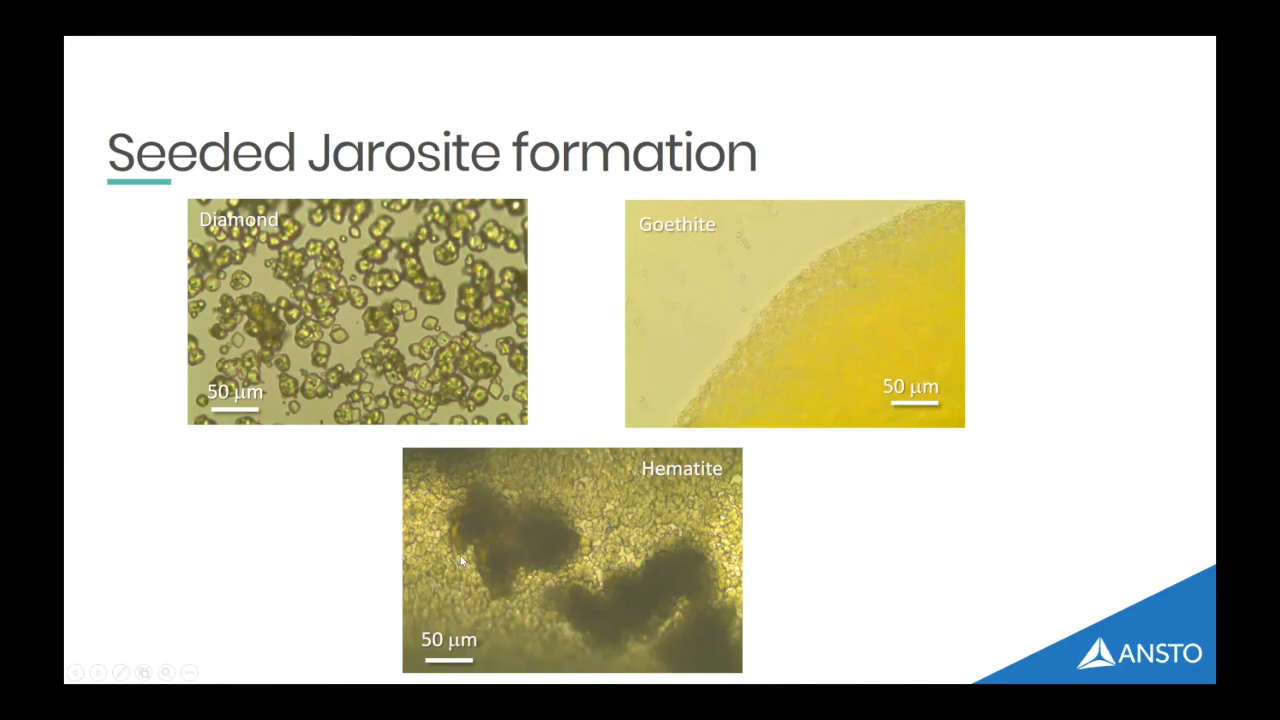 Seeded Jarosite formation
Diamond
50 μm
Goethite
50 μm
Hematite
50 μm
ANSTO